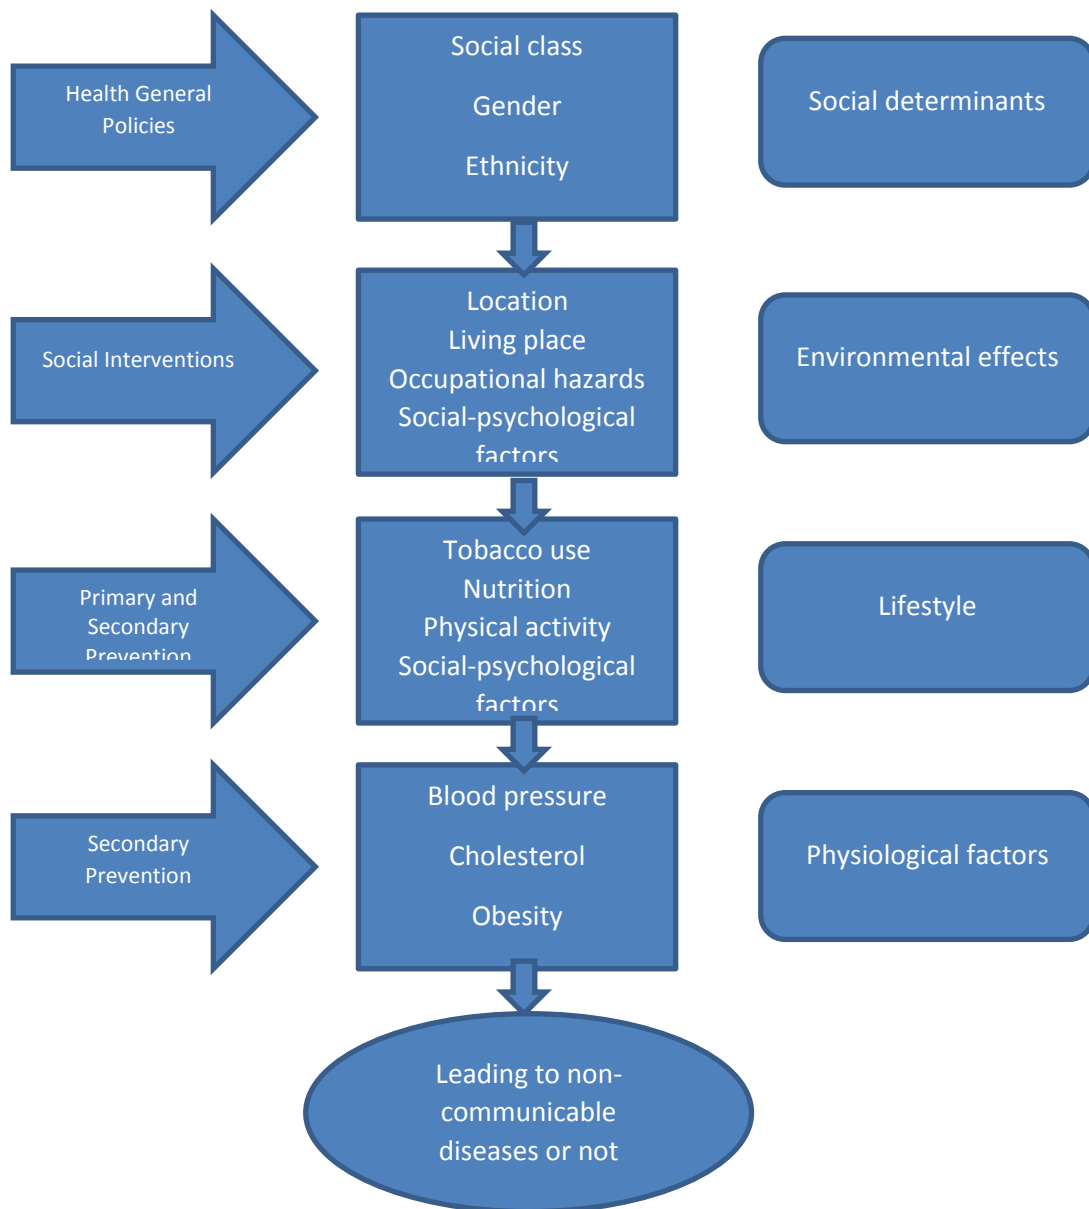 Health General
Policies
Social class
Gender
Ethnicity
Social determinants
Social Interventions
Location
Living place
Occupational hazards
Social-psychological
factors
Environmental effects
Primary and
Secondary
Prevention
Tobacco use
Nutrition
Physical activity
Social-psychological
factors
Lifestyle
Secondary
Prevention
Blood pressure
Cholesterol
Obesity
Physiological factors
Leading to non-
communicable
diseases or not